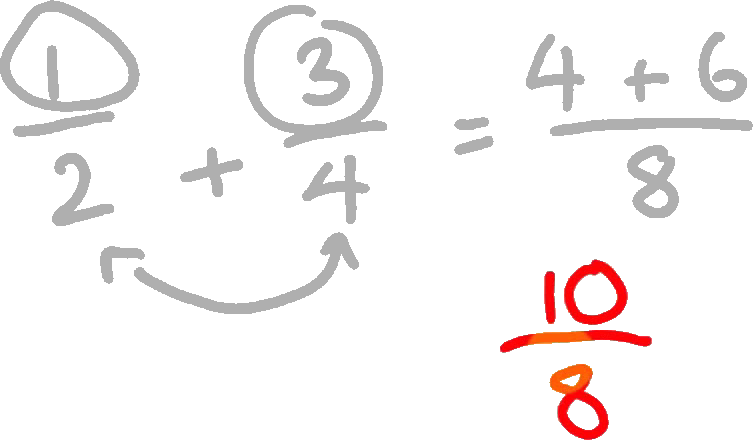 1/2 + 3/4 = (4 + 6)/8
10/8